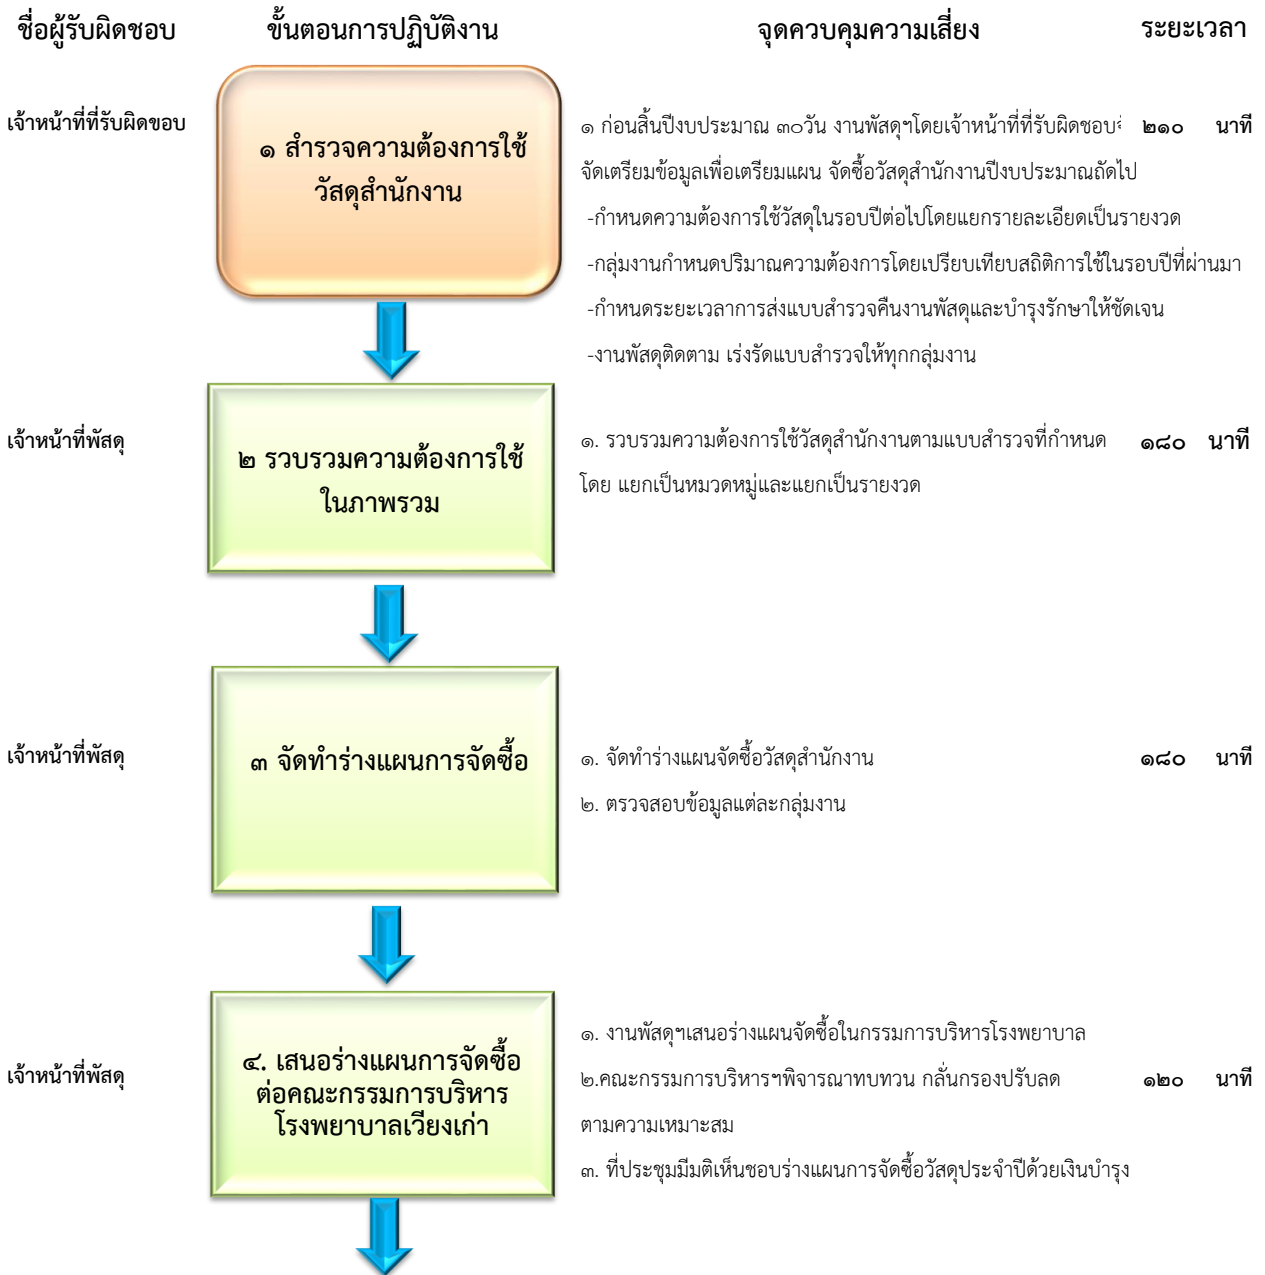 ชื่อผู้รับผิดชอบ ขั้นตอนการปฏิบัติงาน จุดควบคุมความเสี่ยง ระยะเวลา
เจ้าหน้าที่ที่รับผิดขอบ
๑ สำรวจความต้องการใช้
วัสดุสำนักงาน
๑ ก่อนสิ้นปีงบประมาณ ๓๐วัน งานพัสดุฯโดยเจ้าหน้าที่ที่รับผิดชอบ ๒๑๐ นาที
จัดเตรียมข้อมูลเพื่อเตรียมแผน จัดซื้อวัสดุสำนักงานปีงบประมาณถัดไป
-กำหนดความต้องการใช้วัสดุในรอบปีต่อไปโดยแยกรายละเอียดเป็นรายงวด
-กลุ่มงานกำหนดปริมาณความต้องการโดยเปรียบเทียบสถิติการใช้ในรอบปีที่ผ่านมา
-กำหนดระยะเวลาการส่งแบบสำรวจคืนงานพัสดุและบำรุงรักษาให้ชัดเจน
-งานพัสดุติดตาม เร่งรัดแบบสำรวจให้ทุกกลุ่มงาน
เจ้าหน้าที่พัสดุ
๒ รวบรวมความต้องการใช้
ในภาพรวม
๑. รวบรวมความต้องการใช้วัสดุสำนักงานตามแบบสำรวจที่กำหนด ๑๘๐ นาที
โดย แยกเป็นหมวดหมู่และแยกเป็นรายงวด
เจ้าหน้าที่พัสดุ
๓ จัดทำร่างแผนการจัดซื้อ
๑. จัดทำร่างแผนจัดซื้อวัสดุสำนักงาน ๑๘๐ นาที
๒. ตรวจสอบข้อมูลแต่ละกลุ่มงาน
เจ้าหน้าที่พัสดุ
๔. เสนอร่างแผนการจัดซื้อ
ต่อคณะกรรมการบริหาร
โรงพยาบาลเวียงเก่า
๑. งานพัสดุฯเสนอร่างแผนจัดซื้อในกรรมการบริหารโรงพยาบาล
๒.คณะกรรมการบริหารฯพิจารณาทบทวน กลั่นกรองปรับลด ๑๒๐ นาที
ตามความเหมาะสม
๓. ที่ประชุมมีมติเห็นชอบร่างแผนการจัดซื้อวัสดุประจำปีด้วยเงินบำรุง